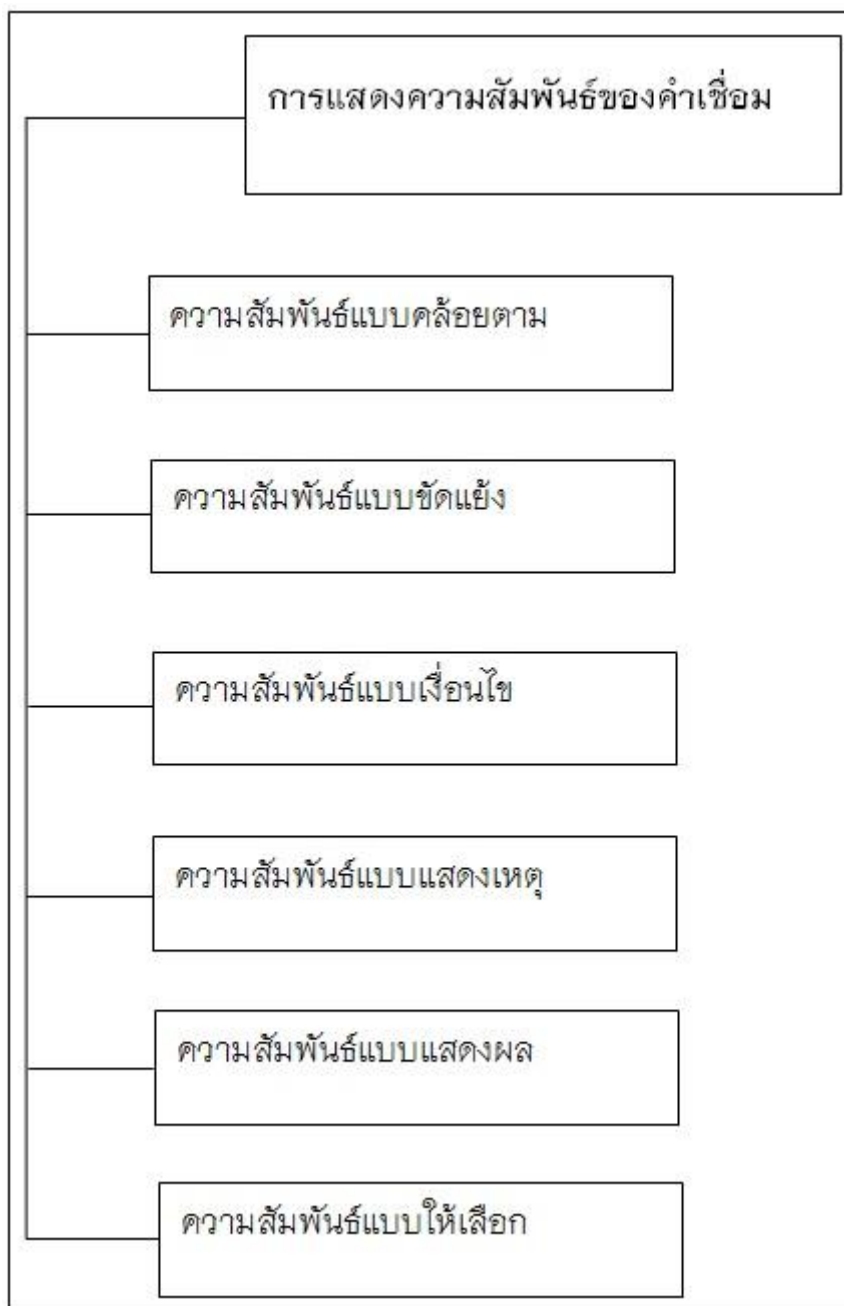 การแสดงความสัมพันธ์ของคำเชื่อม
ความสัมพันธ์แบบคล้อยตาม
ความสัมพันธ์แบบขัดแย้ง
ความสัมพันธ์แบบเงื่อนไข
ความสัมพันธ์แบบแสดงเหตุ
ความสัมพันธ์แบบแสดงผล
ความสัมพันธ์แบบให้เลือก